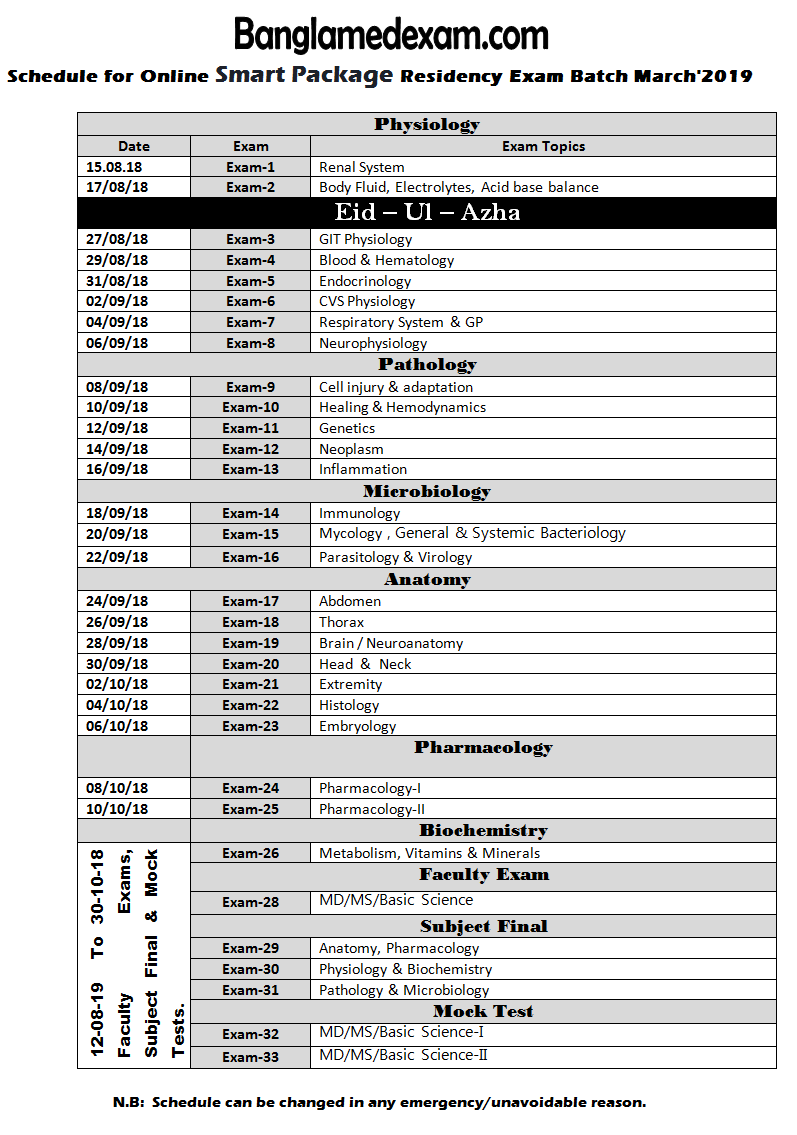 Banglamedexam.com
Schedule for Online Smart Package Residency Exam Batch March'2019
Physiology
Date Exam Exam Topics
15.08.18 Exam-1 Renal System
17/08/18 Exam-2 Body Fluid, Electrolytes, Acid base balance
Eid – Ul – Azha
27/08/18 Exam-3 GIT Physiology
29/08/18 Exam-4 Blood & Hematology
31/08/18 Exam-5 Endocrinology
02/09/18 Exam-6 CVS Physiology
04/09/18 Exam-7 Respiratory System & GP
06/09/18 Exam-8 Neurophysiology
Pathology
08/09/18 Exam-9 Cell injury & adaptation
10/09/18 Exam-10 Healing & Hemodynamics
12/09/18 Exam-11 Genetics
14/09/18 Exam-12 Neoplasm
16/09/18 Exam-13 Inflammation
Microbiology
18/09/18 Exam-14 Immunology
20/09/18 Exam-15 Mycology , General & Systemic Bacteriology
22/09/18 Exam-16 Parasitology & Virology
Anatomy
24/09/18 Exam-17 Abdomen
26/09/18 Exam-18 Thorax
28/09/18 Exam-19 Brain / Neuroanatomy
30/09/18 Exam-20 Head & Neck
02/10/18 Exam-21 Extremity
04/10/18 Exam-22 Histology
06/10/18 Exam-23 Embryology
Pharmacology
08/10/18 Exam-24 Pharmacology-I
10/10/18 Exam-25 Pharmacology-II
Biochemistry
12-08-19 To 30-10-18
Faculty Exams,
Subject Final & Mock
Tests.
Exam-26 Metabolism, Vitamins & Minerals
Faculty Exam
Exam-28 MD/MS/Basic Science
Subject Final
Exam-29 Anatomy, Pharmacology
Exam-30 Physiology & Biochemistry
Exam-31 Pathology & Microbiology
Mock Test
Exam-32 MD/MS/Basic Science-I
Exam-33 MD/MS/Basic Science-II
N.B: Schedule can be changed in any emergency/unavoidable reason.